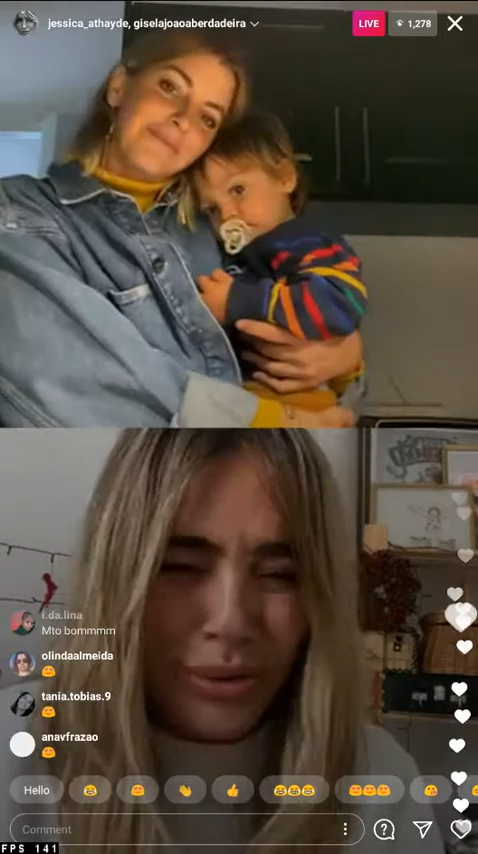 jessica_athayde, giselajoaoaberdadeira
LIVE
1,278
i.da.lina
Mto bommmm
olindaalmeida
tania.tobias.9
anavfrazao
Hello
Comment
FPS 141